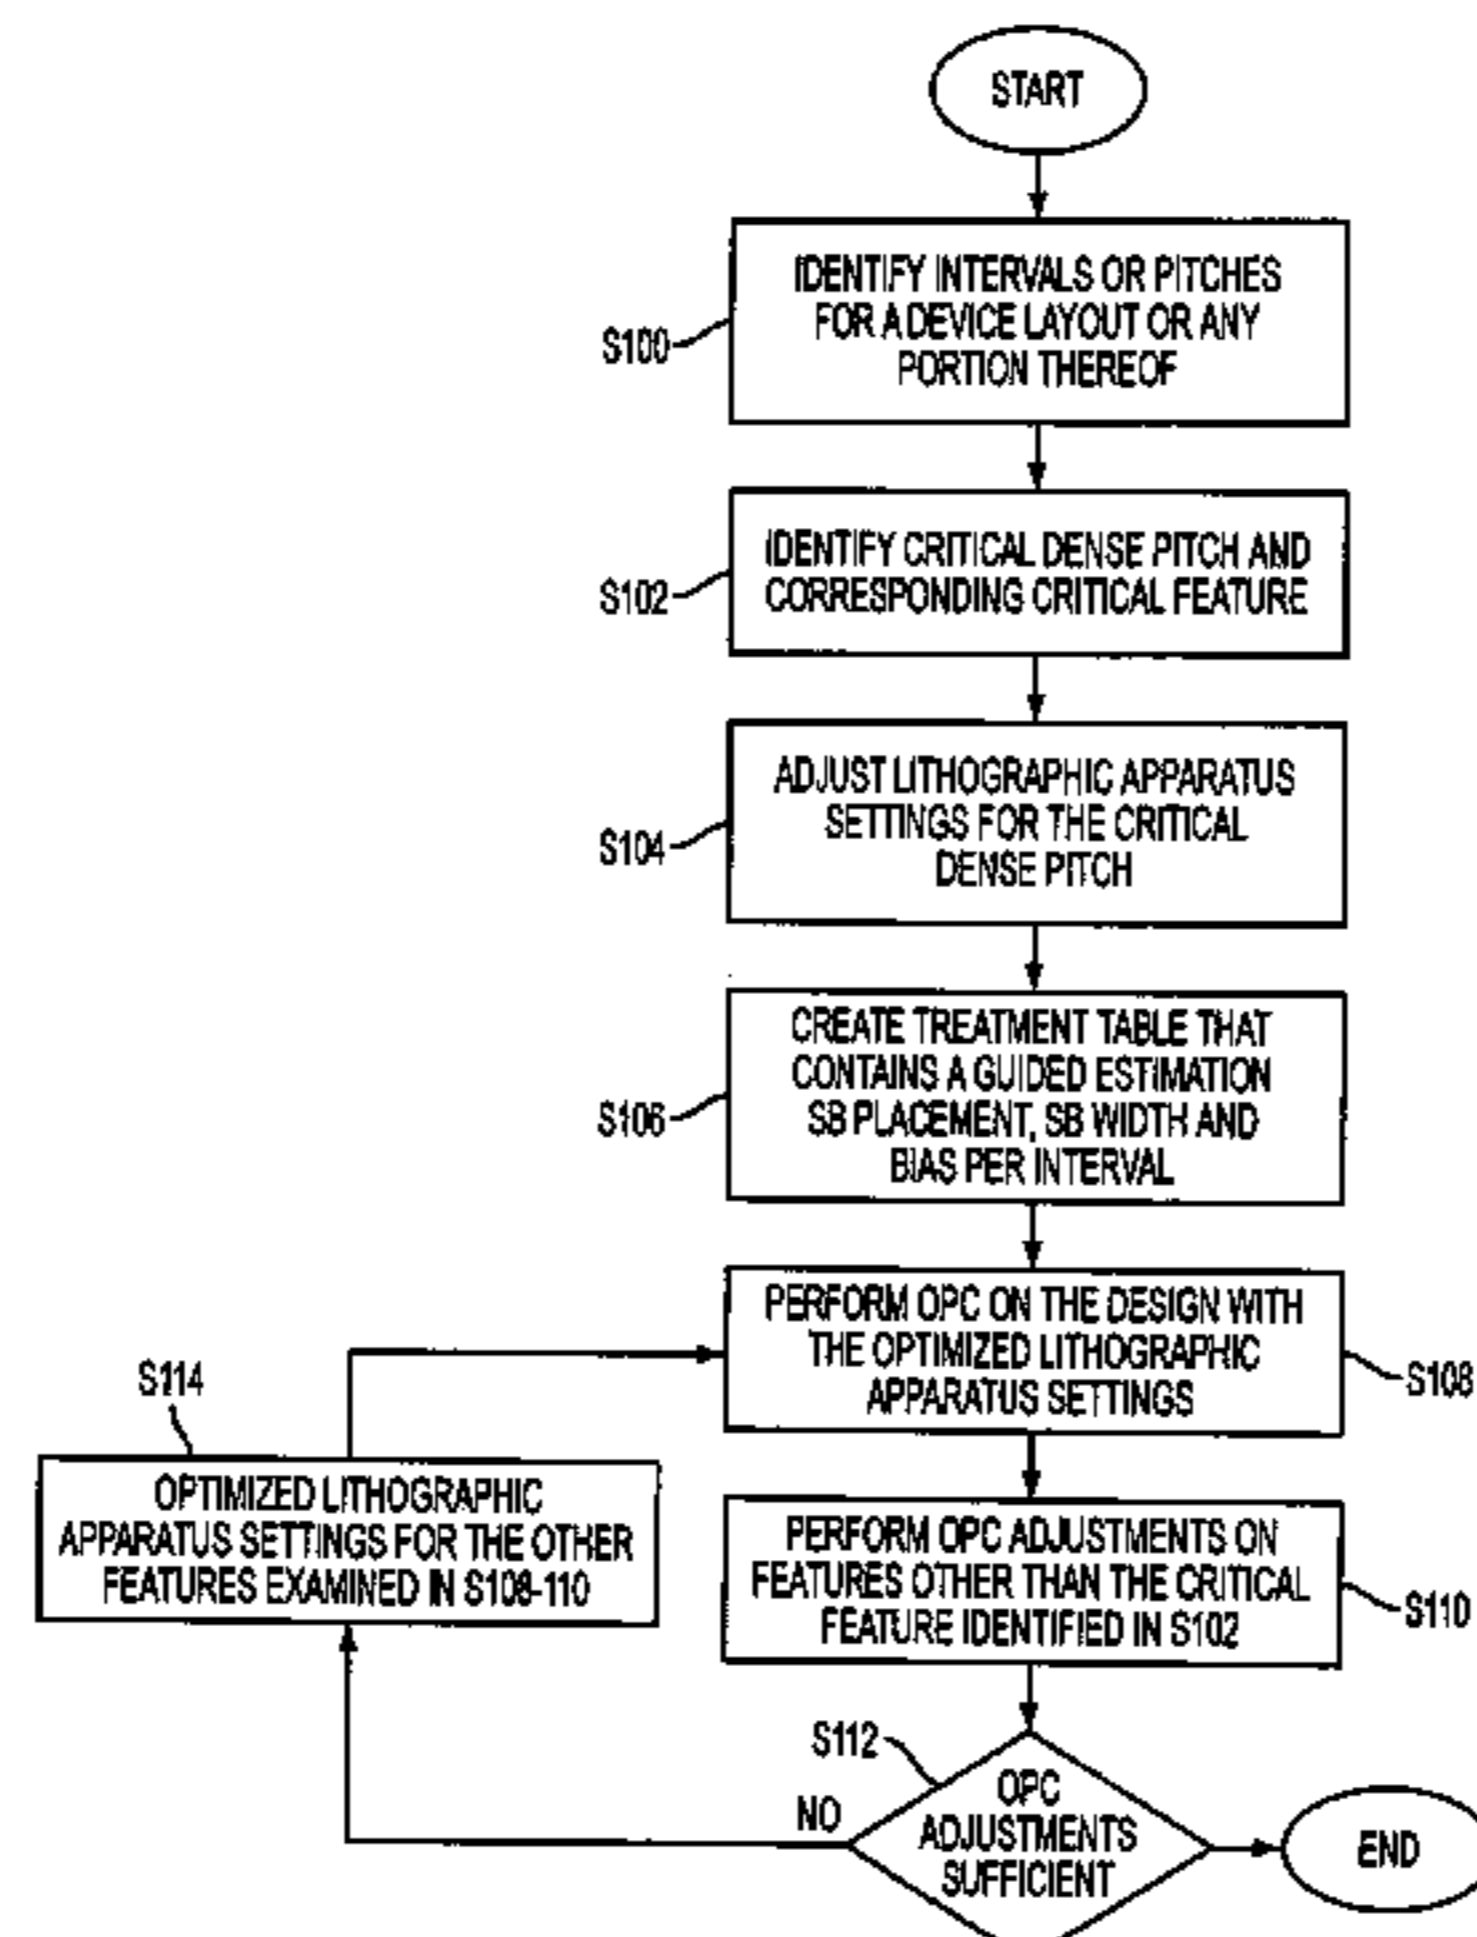 START
IDENTIFY INTERVALS OR PITCHES
FOR A DEVICE LAYOUT OR ANY
PORTION THEREOF
S100
IDENTIFY CRITICAL DENSE PITCH AND
CORRESPONDING CRITICAL FEATURE
S102
ADJUST LITHOGRAPHIC APPARATUS
SETTINGS FOR THE CRITICAL
DENSE PITCH
S104
CREATE TREATMENT TABLE THAT
CONTAINS A GUIDED ESTIMATION
SB PLACEMENT, SB WIDTH AND
BIAS PER INTERVAL
S106
PERFORM OPC ON THE DESIGN WITH
THE OPTIMIZED LITHOGRAPHIC
APPARATUS SETTINGS
S108
S114
OPTIMIZED LITHOGRAPHIC
APPARATUS SETTINGS FOR THE OTHER
FEATURES EXAMINED IN S108-110
PERFORM OPC ADJUSTMENTS ON
FEATURES OTHER THAN THE CRITICAL
FEATURE IDENTIFIED IN S102
S110
S112
NO
OPC
ADJUSTMENTS
SUFFICIENT
END